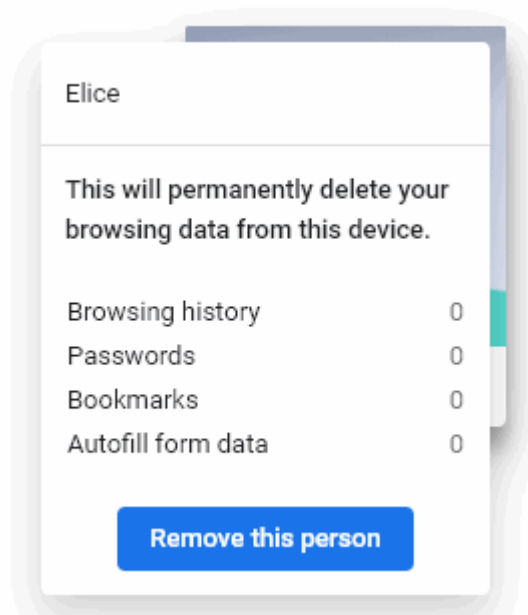 Elice
This will permanently delete your
browsing data from this device.
Browsing history 0
Passwords 0
Bookmarks 0
Autofill form data 0
Remove this person